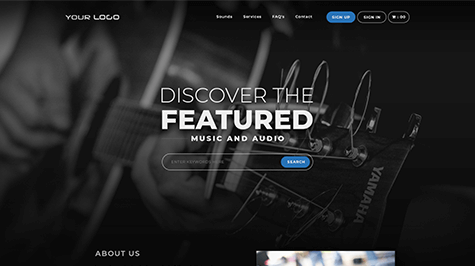 YOUR LOGO
Sounds Services FAQ's Contact
SIGN UP SIGN IN : 00
DISCOVER THE
FEATURED
MUSIC AND AUDIO
ENTER KEYWORDS HERE SEARCH
YAMAHA
ABOUT US